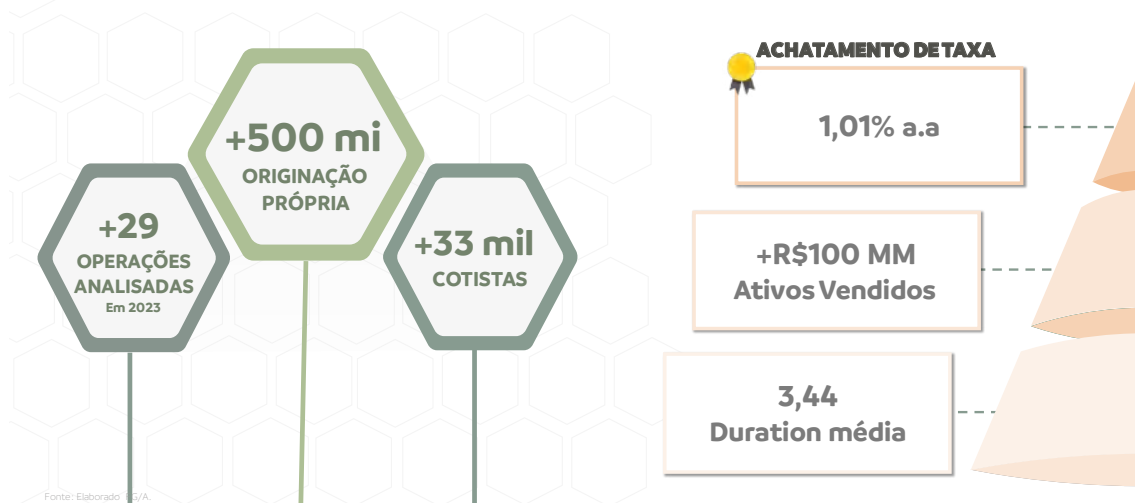 +500 mi
ORIGINAÇÃO
PRÓPRIA
+29
OPERAÇÕES
ANALISADAS
Em 2023
+33 mil
COTISTAS
ACHATAMENTO DE TAXA
1,01% a.a
+R$100 MM
Ativos Vendidos
3,44
Duration média
Fonte: Elaborado